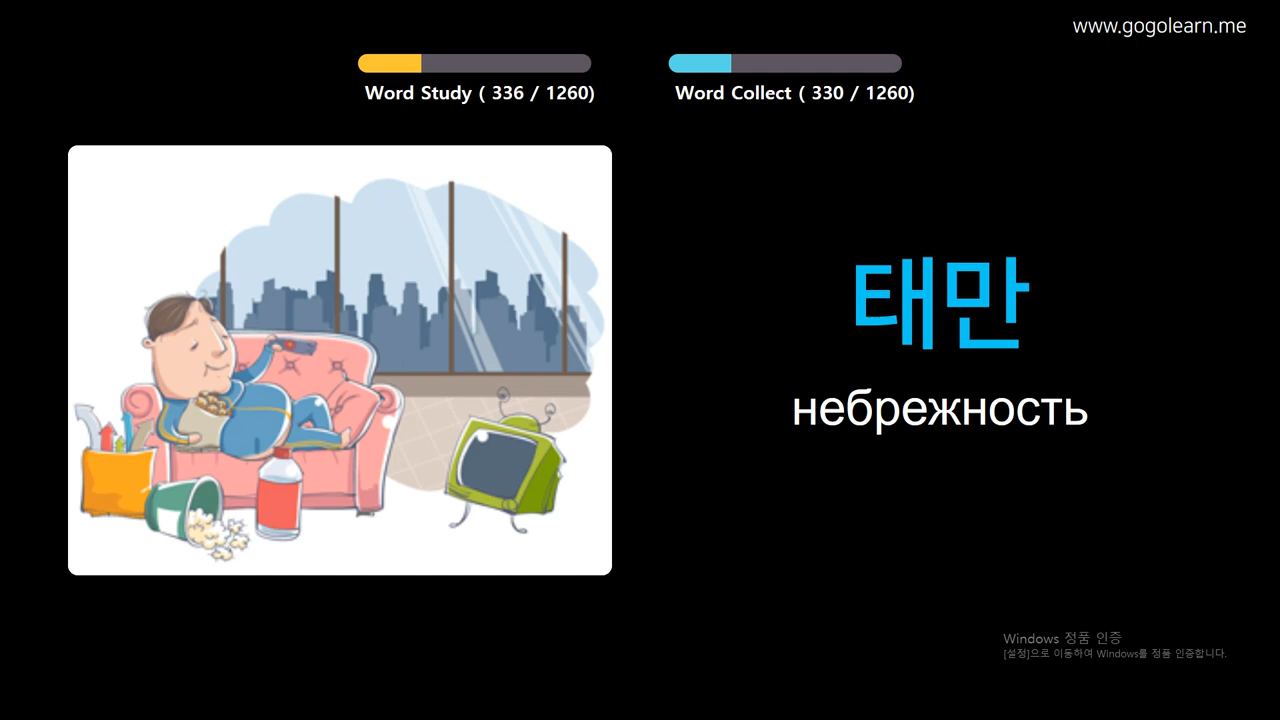 www.gogolearn.me
Word Study ( 336 / 1260)
Word Collect ( 330 / 1260)
태만
небрежность
Windows 정품 인증
[설정]으로 이동하여 Windows를 정품 인증합니다.